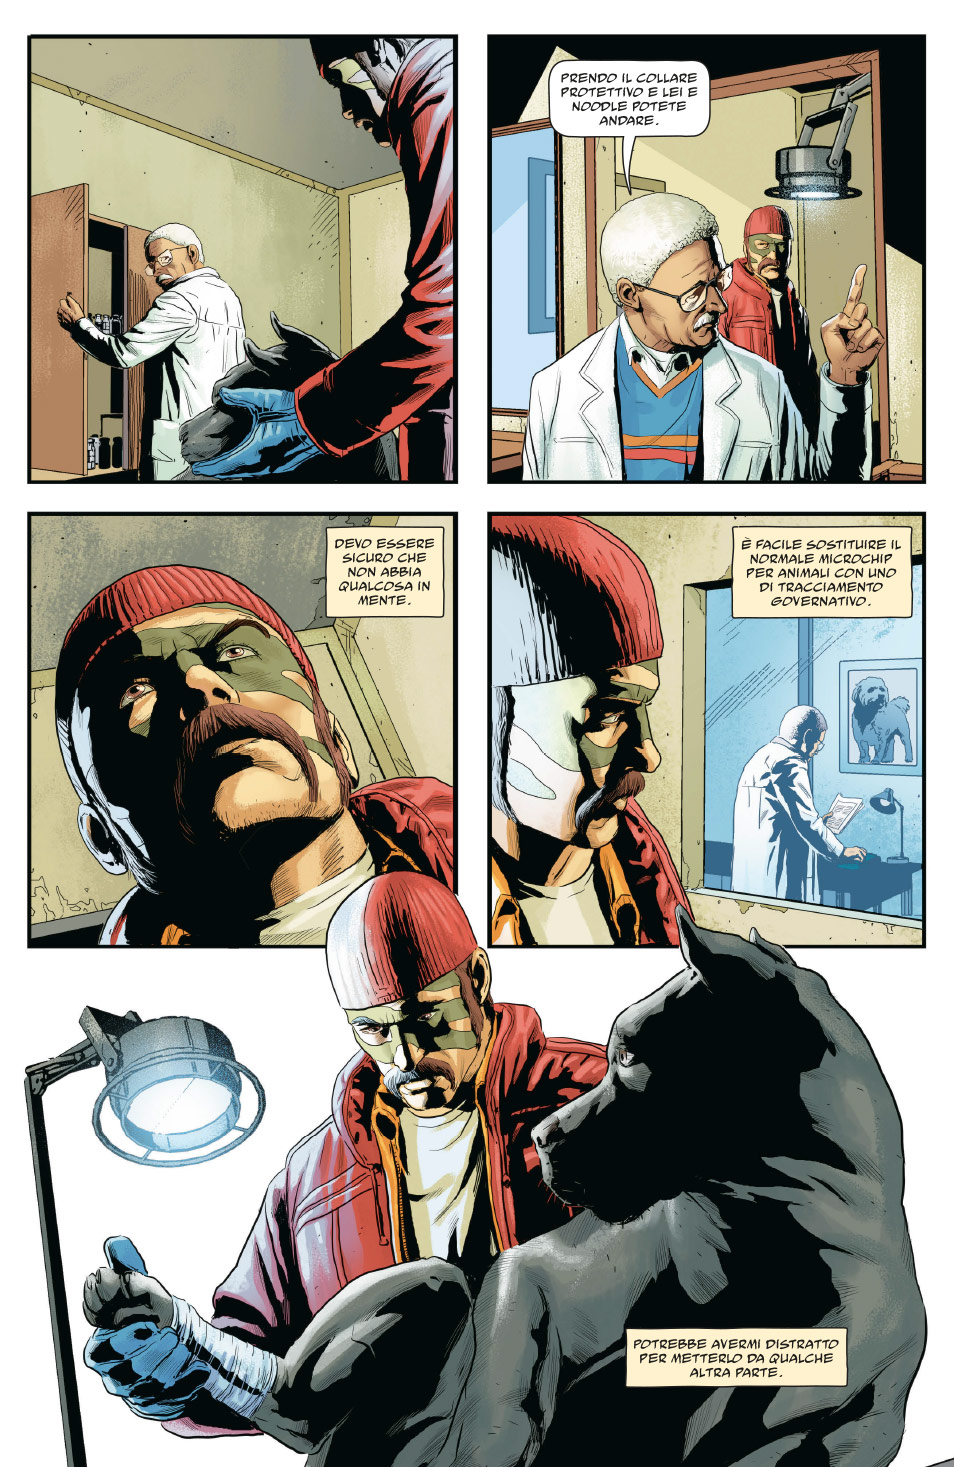 PRENDO IL COLLARE
PROTETTIVO E LEI E
NOODLE POTETE
ANDARE.
DEVO ESSERE
SICURO CHE
NON ABBIA
QUALCOSA IN
MENTE.
È FACILE SOSTITUIRE IL
NORMALE MICROCHIP
PER ANIMALI CON UNO
DI TRACCIAMENTO
GOVERNATIVO.
POTREBBE AVERMI DISTRATTO
PER METTERLO DA QUALCHE
ALTRA PARTE.